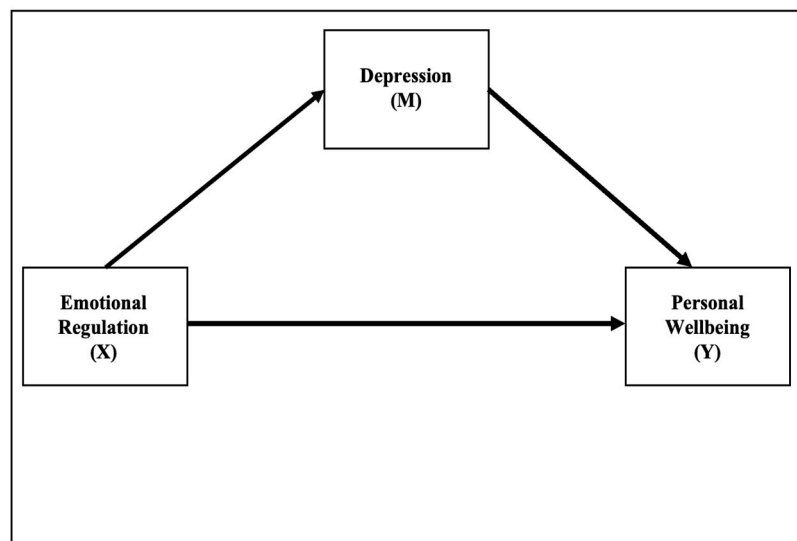 Depression
(M)
Emotional
Regulation
(X)
Personal
Wellbeing
(Y)